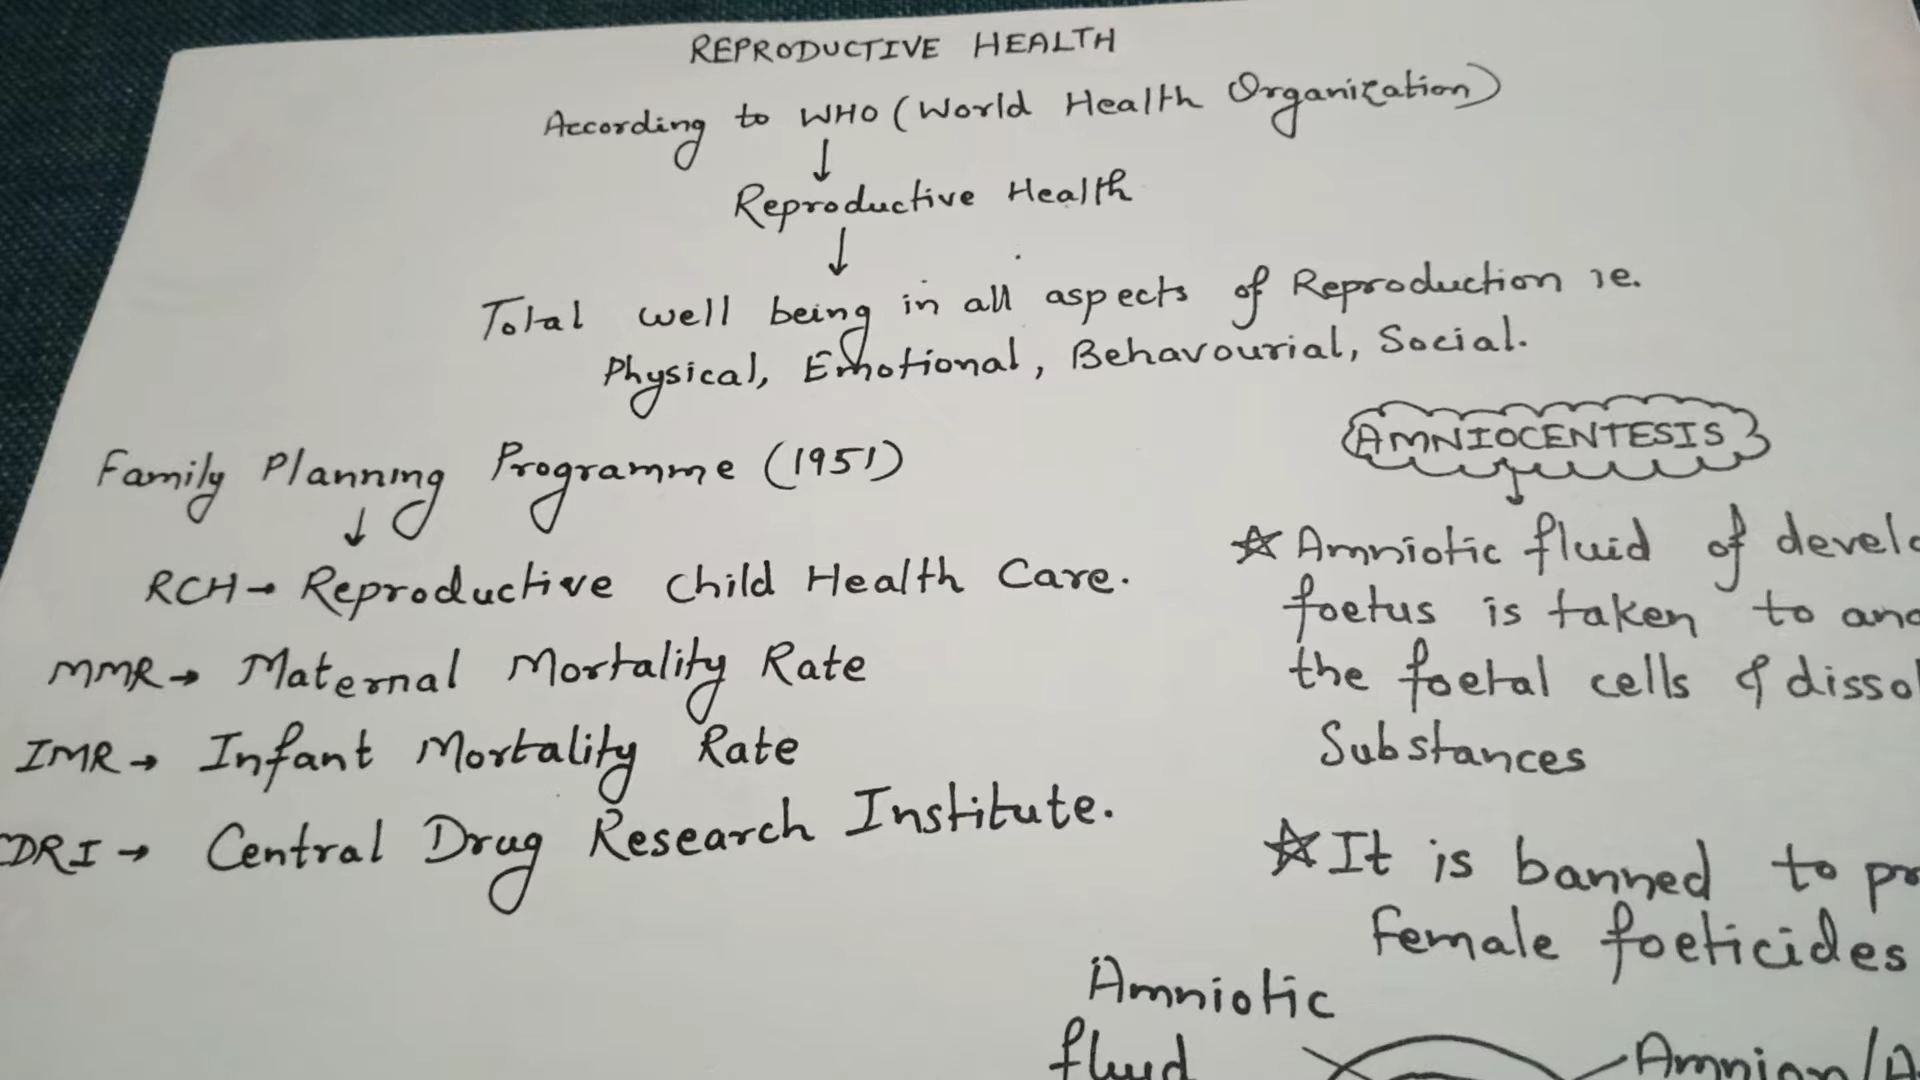 REPRODUCTIVE HEALTH
According to WHO (World Health Organization)
↓
Reproductive Health
↓
Total well being in all aspects of Reproduction ie.
Physical, Emotional, Behavourial, Social.
Family Planning Programme (1951)
↓
RCH → Reproductive Child Health Care.
MMR → Maternal Mortality Rate
IMR → Infant Mortality Rate
DRI → Central Drug Research Institute.
AMNIOCENTESIS
☆ Amniotic fluid of
foetus is taken to
the foetal cells &
Substances
☆ It is banned to
Female foeticides
Amniotic
fluid
Amnion/